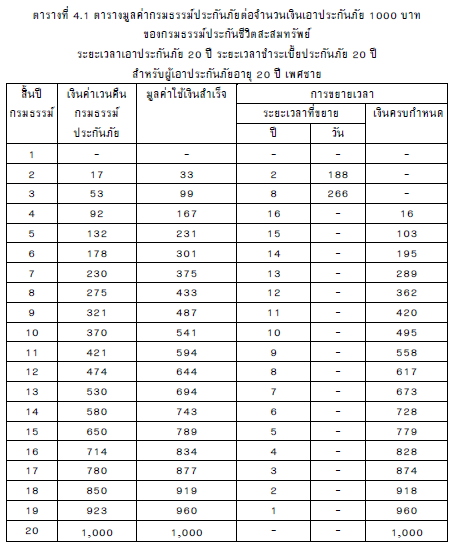 ตารางที่ 4.1 ตารางมูลค่ากรมธรรม์ประกันภัยต่อจำนวนเงินเอาประกันภัย 1000 บาท
ของกรมธรรม์ประกันชีวิตสะสมทรัพย์
ระยะเวลาเอาประกันภัย 20 ปี ระยะเวลาชำระเบี้ยประกันภัย 20 ปี
สำหรับผู้เอาประกันภัยอายุ 20 ปี เพศชาย
สิ้นปี เงินค่าเวนคืน มูลค่าใช้เงินสำเร็จ การขยายเวลา
กรมธรรม์ กรมธรรม์ ระยะเวลาที่ขยาย เงินครบกำหนด
ประกันภัย ปี วัน
1 – – – – –
2 17 33 2 188 –
3 53 99 8 266 –
4 92 167 16 – 16
5 132 231 15 – 103
6 178 301 14 – 195
7 230 375 13 – 289
8 275 433 12 – 362
9 321 487 11 – 420
10 370 541 10 – 495
11 421 594 9 – 558
12 474 644 8 – 617
13 530 694 7 – 673
14 580 743 6 – 728
15 650 789 5 – 779
16 714 834 4 – 828
17 780 877 3 – 874
18 850 919 2 – 918
19 923 960 1 – 960
20 1,000 1,000 – – 1,000